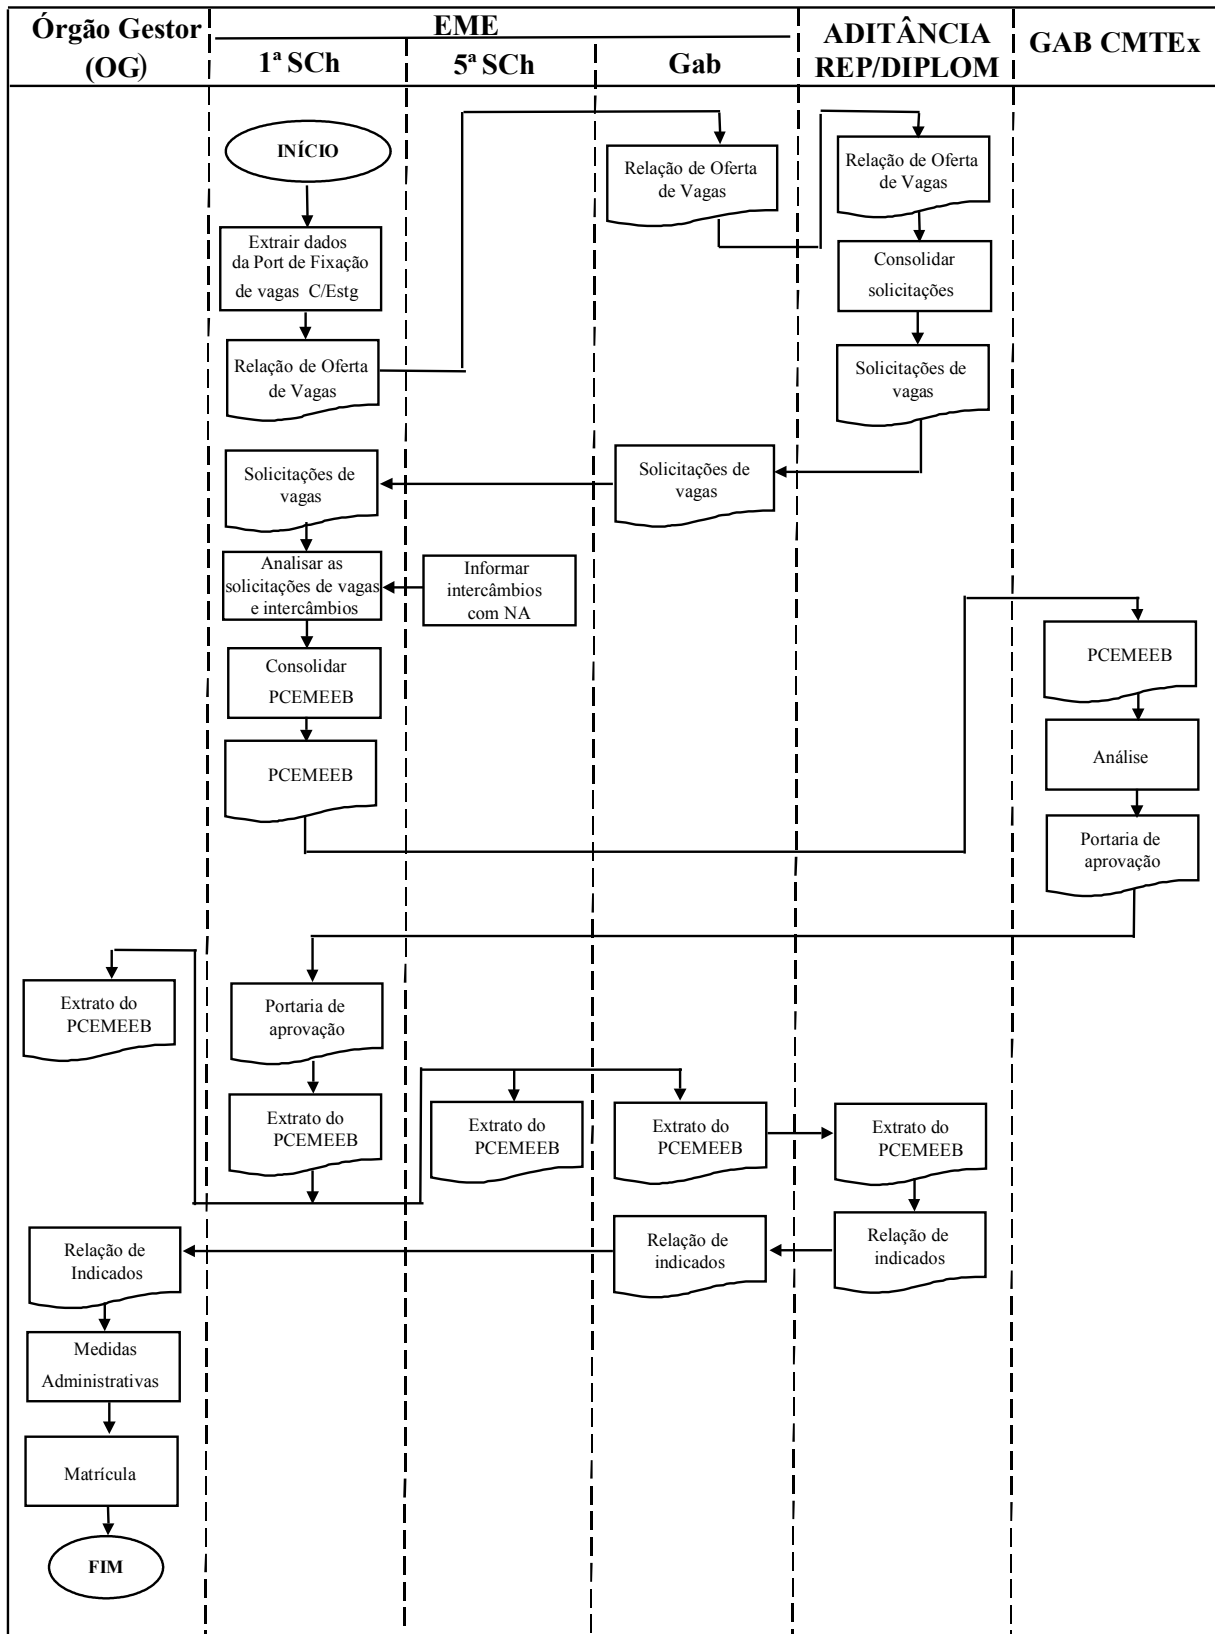 Órgão Gestor
(OG)
EME
1ª SCh
5ª SCh
Gab
ADITÂNCIA
REP/DIPLOM
GAB CMTEx
INÍCIO
Extrair dados
da Port de Fixação
de vagas C/Estg
Relação de Oferta
de Vagas
Relação de Oferta
de Vagas
Relação de Oferta
de Vagas
Consolidar
solicitações
Solicitações de
vagas
Solicitações de
vagas
Solicitações de
vagas
Analisar as
solicitações de vagas
e intercâmbios
Informar
intercâmbios
com NA
Consolidar
PCEMEEB
PCEMEEB
PCEMEEB
Análise
Portaria de
aprovação
Extrato do
PCEMEEB
Portaria de
aprovação
Extrato do
PCEMEEB
Extrato do
PCEMEEB
Extrato do
PCEMEEB
Extrato do
PCEMEEB
Relação de
Indicados
Relação de
indicados
Relação de
indicados
Medidas
Administrativas
Matrícula
FIM